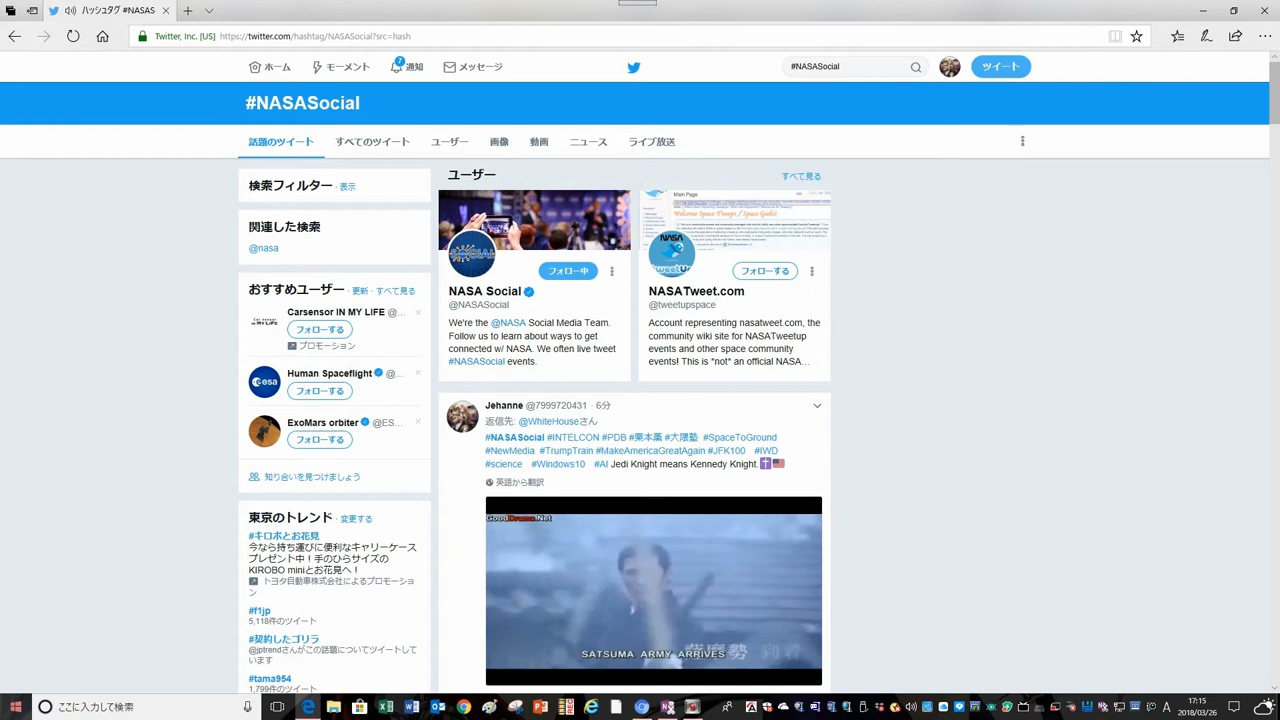 ハッシュタグ #NASAS
Twitter, Inc. [US] https://twitter.com/hashtag/NASASocial?src=hash
ホーム モーメント 7 通知 メッセージ #NASASocial ツイート
#NASASocial
話題のツイート すべてのツイート ユーザー 画像 動画 ニュース ライブ放送
検索フィルター · 表示
関連した検索
@nasa
おすすめユーザー · 更新 · すべて見る
Carsensor IN MY LIFE @...
フォローする
プロモーション
Human Spaceflight @...
フォローする
ExoMars orbiter @ES...
フォローする
知り合いを見つけましょう
東京のトレンド · 変更する
#キロボとお花見
今なら持ち運びに便利なキャリーケース
プレゼント中！手のひらサイズの
KIROBO miniとお花見へ！
トヨタ自動車株式会社によるプロモーショ
ン
#f1jp
5,118件のツイート
#契約したゴリラ
@jptrendさんがこの話題についてツイートして
います
#tama954
1,799件のツイート
ユーザー すべて見る
フォロー中
NASA Social
@NASASocial
We're the @NASA Social Media Team.
Follow us to learn about ways to get
connected w/ NASA. We often live tweet
#NASASocial events.
Main Page
Welcome Space Tweeps / Space Geeks!
NASA
TweetUp
フォローする
NASATweet.com
@tweetupspace
Account representing nasatweet.com, the
community wiki site for NASATweetup
events and other space community
events! This is *not* an official NASA...
Jehanne @7999720431 · 6分
返信先: @WhiteHouseさん
#NASASocial #INTELCON #PDB #栗本薫 #大隈塾 #SpaceToGround
#NewMedia #TrumpTrain #MakeAmericaGreatAgain #JFK100 #IWD
#science #Windows10 #AI Jedi Knight means Kennedy Knight.
英語から翻訳
GoodDrama.Net
SATSUMA ARMY ARRIVES
ここに入力して検索
17:15
2018/03/26